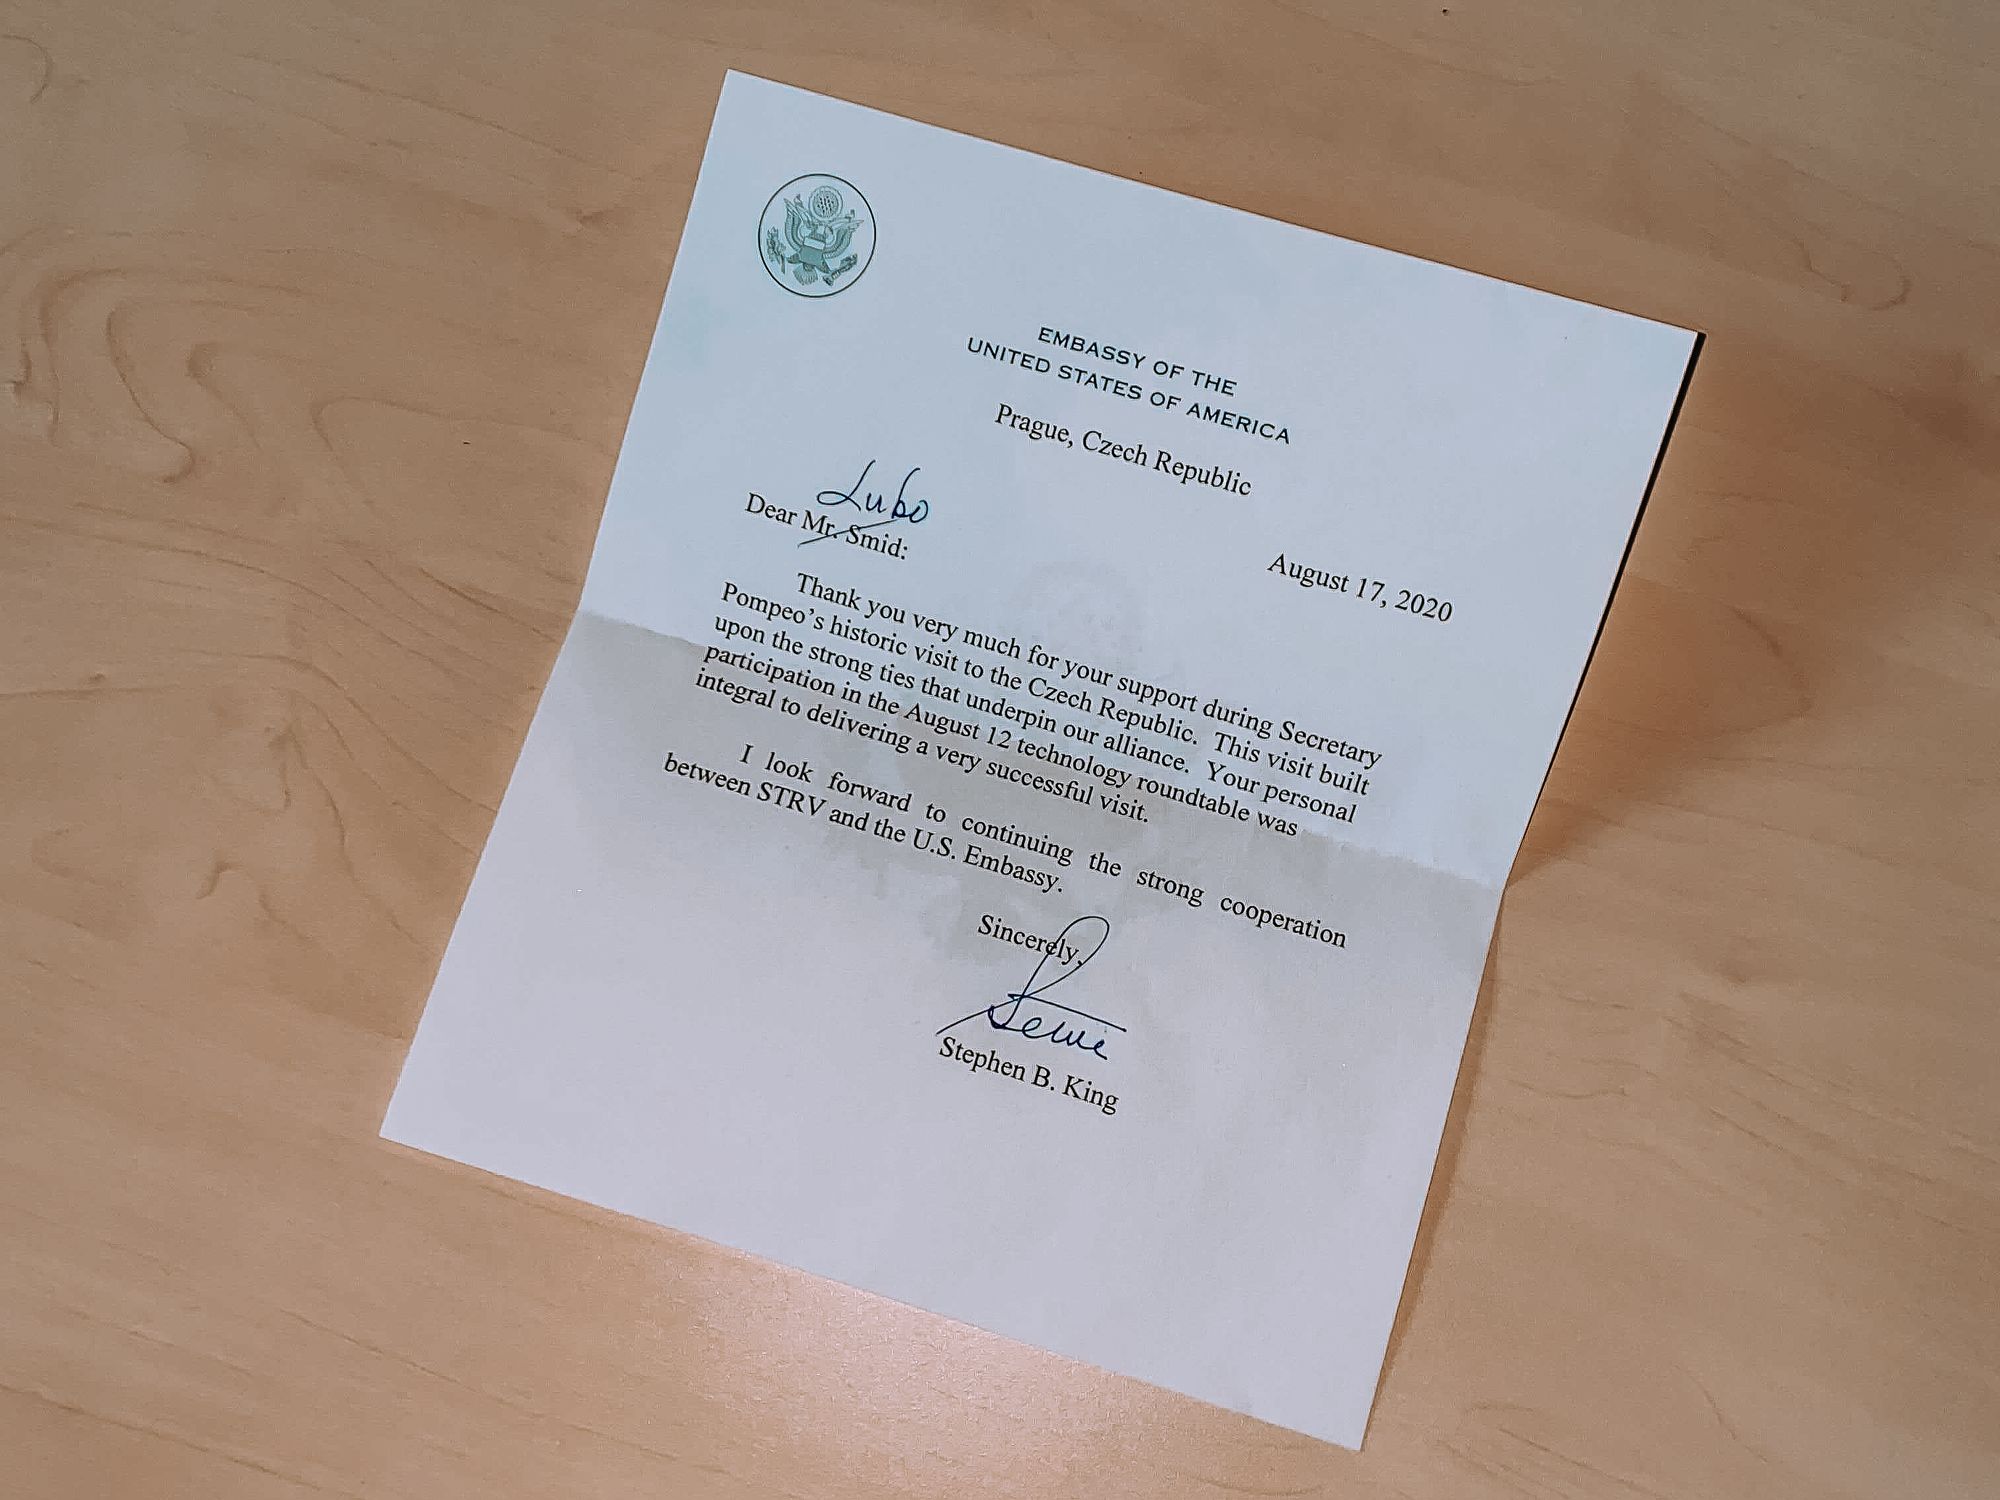 EMBASSY OF THE
UNITED STATES OF AMERICA
Prague, Czech Republic
August 17, 2020
Lubo
Dear Mr. Smid:
Thank you very much for your support during Secretary
Pompeo’s historic visit to the Czech Republic. This visit built
upon the strong ties that underpin our alliance. Your personal
participation in the August 12 technology roundtable was
integral to delivering a very successful visit.
I look forward to continuing the strong cooperation
between STRV and the U.S. Embassy.
Sincerely,
Stephen B. King